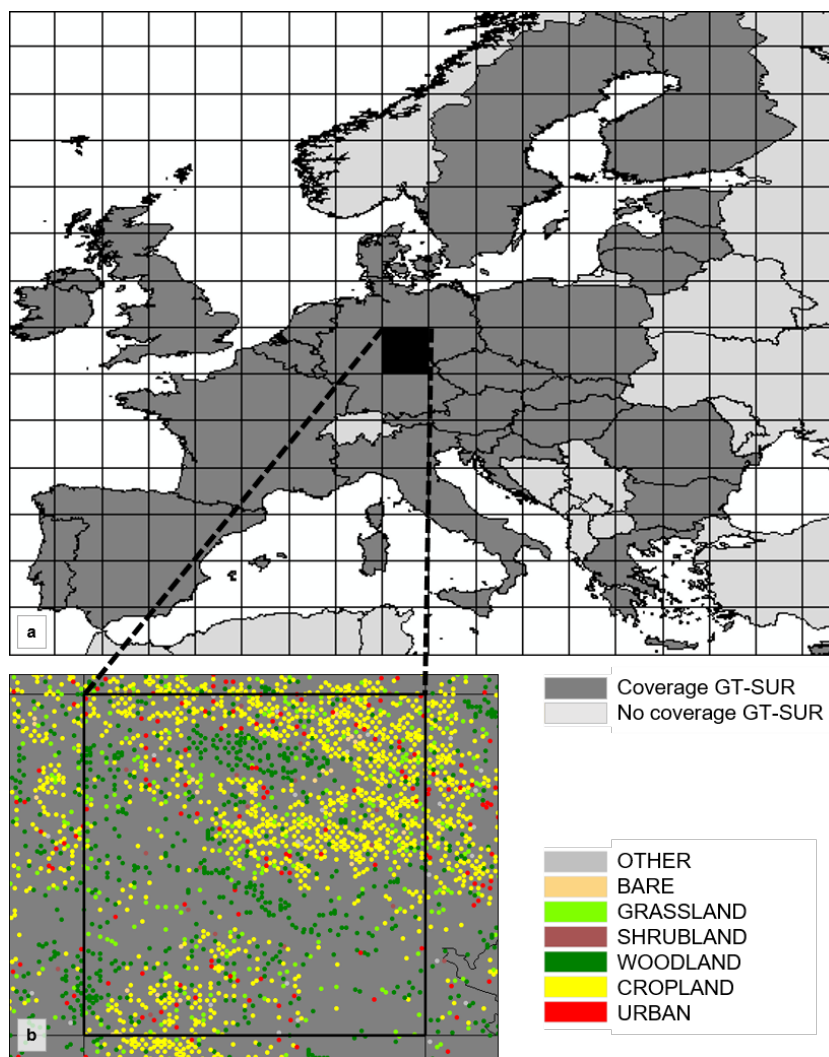 a
Coverage GT-SUR
No coverage GT-SUR
OTHER
BARE
GRASSLAND
SHRUBLAND
WOODLAND
CROPLAND
URBAN
b